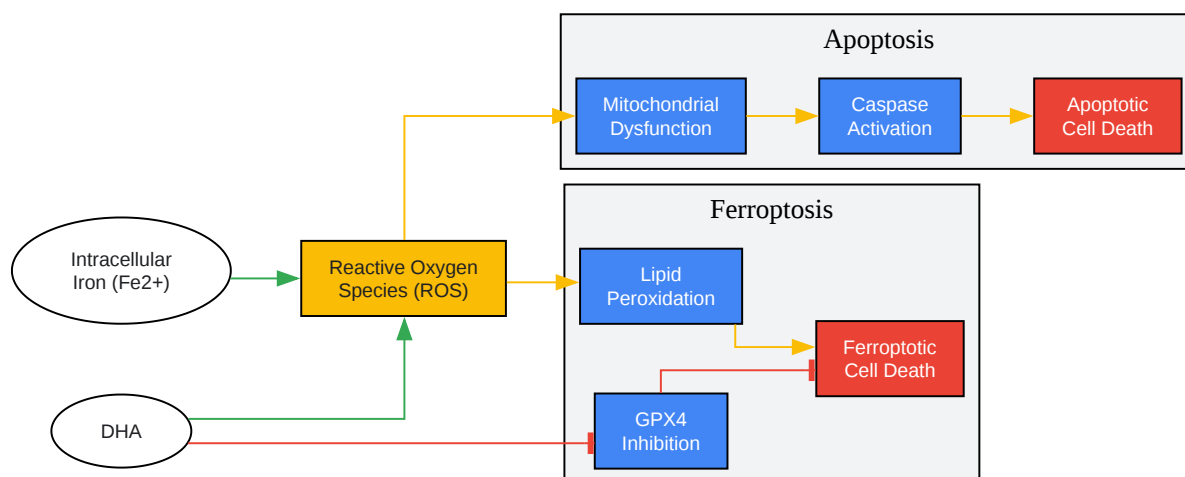 Apoptosis
Mitochondrial
Dysfunction
Caspase
Activation
Apoptotic
Cell Death
Ferroptosis
Intracellular
Iron (Fe2+)
Reactive Oxygen
Species (ROS)
Lipid
Peroxidation
Ferroptotic
Cell Death
DHA
GPX4
Inhibition